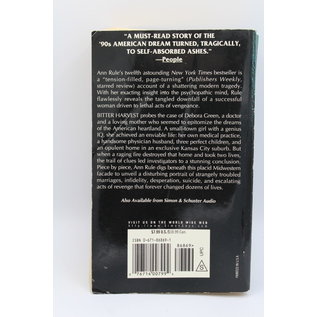 "A MUST-READ STORY OF THE
'90s AMERICAN DREAM TURNED, TRAGICALLY,
TO SELF-ABSORBED ASHES."
—People
Ann Rule's twelfth astounding New York Times bestseller is
a "tension-filled, page-turning" (Publishers Weekly,
starred review) account of a shattering modern tragedy.
With her exacting insight into the psychopathic mind, Rule
flawlessly reveals the tangled downfall of a successful
woman driven to lethal acts of vengeance.
BITTER HARVEST probes the case of Debora Green, a doctor
and a loving mother who seemed to epitomize the dreams
of the American heartland. A small-town girl with a genius
IQ, she achieved an enviable life: her own medical practice,
a handsome physician husband, three perfect children, and
an opulent home in an exclusive Kansas City suburb. But
when a raging fire destroyed that home and took two lives,
the trail of clues led investigators to a stunning conclusion.
Piece by piece, Ann Rule digs beneath this placid Midwestern
facade to unveil a disturbing portrait of strangely troubled
marriages, infidelity, desperation, suicide, and escalating acts
of revenge that forever changed dozens of lives.
Also Available from Simon & Schuster Audio
VISIT US ON THE WORLD WIDE WEB
ISBN 0-671-86869-1
86869>
UPC